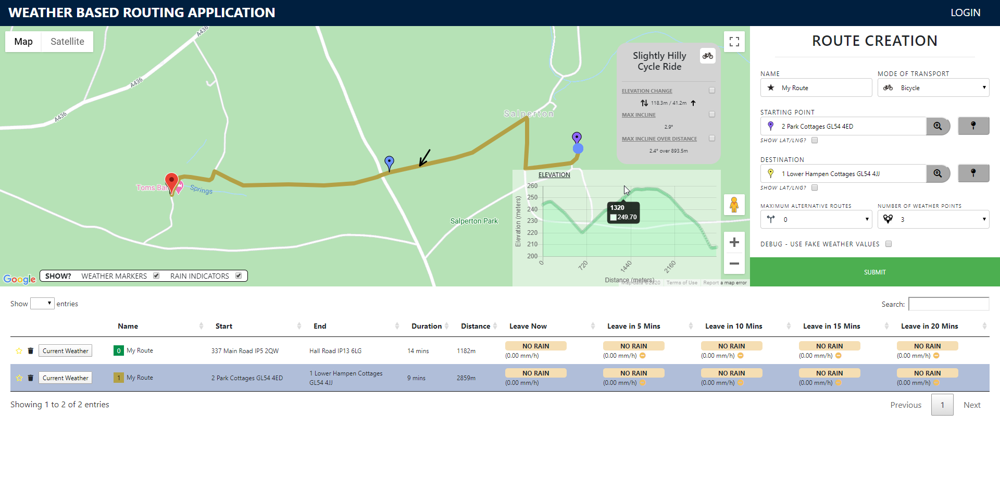 WEATHER BASED ROUTING APPLICATION
LOGIN
Map
Satellite
A436
A436
A436
Salperton
Toms Bar
Springs
Salperton Park
Slightly Hilly
Cycle Ride
ELEVATION CHANGE
118.3m / 41.2m
MAX INCLINE
2.9°
MAX INCLINE OVER DISTANCE
2.4° over 893.5m
ELEVATION
Elevation (meters)
260
250
240
230
220
210
200
1320
249.70
0
720
1440
2160
Distance (meters)
Google
SHOW? WEATHER MARKERS RAIN INDICATORS
Map data ©2020 Terms of Use Report a map error
ROUTE CREATION
NAME
MODE OF TRANSPORT
My Route
Bicycle
STARTING POINT
2 Park Cottages GL54 4ED
SHOW LAT/LNG?
DESTINATION
1 Lower Hampen Cottages GL54 4JJ
SHOW LAT/LNG?
MAXIMUM ALTERNATIVE ROUTES
NUMBER OF WEATHER POINTS
0
3
DEBUG - USE FAKE WEATHER VALUES
SUBMIT
Show entries
Search:
Name Start End Duration Distance Leave Now Leave in 5 Mins Leave in 10 Mins Leave in 15 Mins Leave in 20 Mins
Current Weather 0 My Route 337 Main Road IP5 2QW Hall Road IP13 6LG 14 mins 1182m NO RAIN NO RAIN NO RAIN NO RAIN NO RAIN
(0.00 mm/h) (0.00 mm/h) (0.00 mm/h) (0.00 mm/h) (0.00 mm/h)
Current Weather 1 My Route 2 Park Cottages GL54 4ED 1 Lower Hampen Cottages 9 mins 2859m NO RAIN NO RAIN NO RAIN NO RAIN NO RAIN
GL54 4JJ (0.00 mm/h) (0.00 mm/h) (0.00 mm/h) (0.00 mm/h) (0.00 mm/h)
Showing 1 to 2 of 2 entries
Previous 1 Next